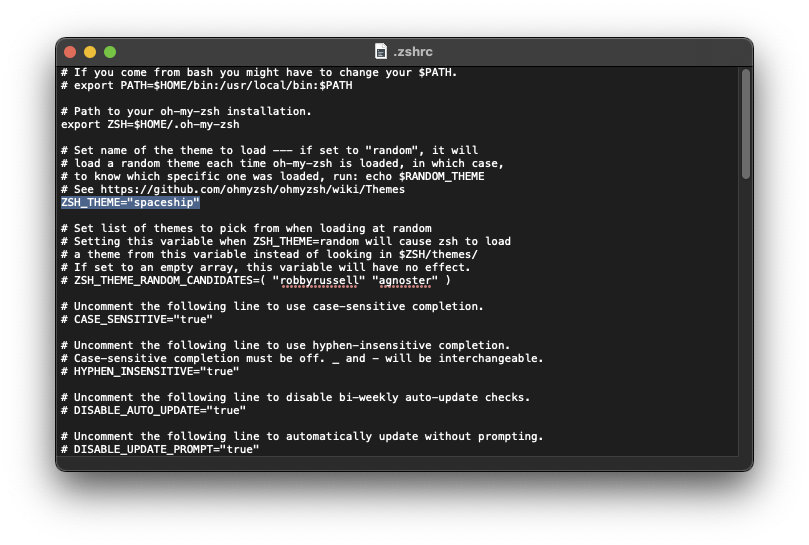 .zshrc
# If you come from bash you might have to change your $PATH.
# export PATH=$HOME/bin:/usr/local/bin:$PATH
# Path to your oh-my-zsh installation.
export ZSH=$HOME/.oh-my-zsh
# Set name of the theme to load --- if set to "random", it will
# load a random theme each time oh-my-zsh is loaded, in which case,
# to know which specific one was loaded, run: echo $RANDOM_THEME
# See https://github.com/ohmyzsh/ohmyzsh/wiki/Themes
ZSH_THEME="spaceship"
# Set list of themes to pick from when loading at random
# Setting this variable when ZSH_THEME=random will cause zsh to load
# a theme from this variable instead of looking in $ZSH/themes/
# If set to an empty array, this variable will have no effect.
# ZSH_THEME_RANDOM_CANDIDATES=( "robbyrussell" "agnoster" )
# Uncomment the following line to use case-sensitive completion.
# CASE_SENSITIVE="true"
# Uncomment the following line to use hyphen-insensitive completion.
# Case-sensitive completion must be off. _ and - will be interchangeable.
# HYPHEN_INSENSITIVE="true"
# Uncomment the following line to disable bi-weekly auto-update checks.
# DISABLE_AUTO_UPDATE="true"
# Uncomment the following line to automatically update without prompting.
# DISABLE_UPDATE_PROMPT="true"